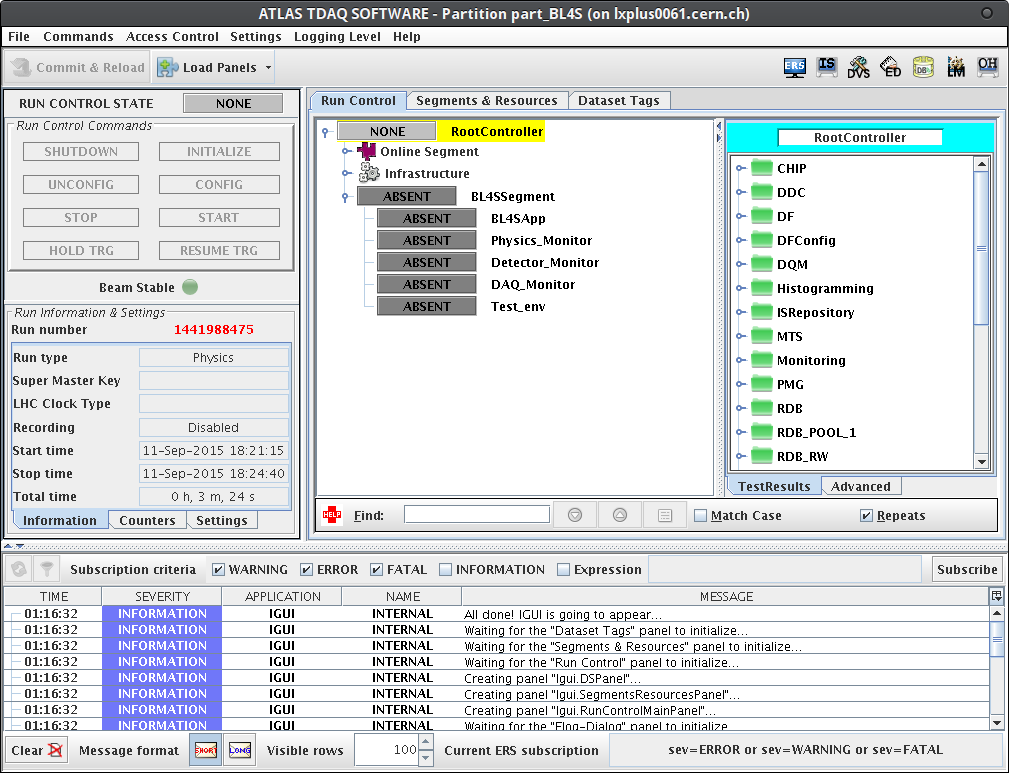 ATLAS TDAQ SOFTWARE - Partition part_BL4S (on lxplus0061.cern.ch)
File Commands Access Control Settings Logging Level Help
Commit & Reload Load Panels ERS IS DVS ED DB LM OH
RUN CONTROL STATE NONE
Run Control Commands
SHUTDOWN INITIALIZE
UNCONFIG CONFIG
STOP START
HOLD TRG RESUME TRG
Beam Stable
Run Information & Settings
Run number 1441988475
Run type Physics
Super Master Key
LHC Clock Type
Recording Disabled
Start time 11-Sep-2015 18:21:15
Stop time 11-Sep-2015 18:24:40
Total time 0 h, 3 m, 24 s
Information Counters Settings
Run Control Segments & Resources Dataset Tags
NONE RootController
Online Segment
Infrastructure
ABSENT BL4SSegment
ABSENT BL4SApp
ABSENT Physics_Monitor
ABSENT Detector_Monitor
ABSENT DAQ_Monitor
ABSENT Test_env
RootController
CHIP
DDC
DF
DFConfig
DQM
Histogramming
ISRepository
MTS
Monitoring
PMG
RDB
RDB_POOL_1
RDB_RW
TestResults Advanced
HELP Find: Match Case Repeats
Subscription criteria WARNING ERROR FATAL INFORMATION Expression Subscribe
TIME SEVERITY APPLICATION NAME MESSAGE
01:16:32 INFORMATION IGUI INTERNAL All done! IGUI is going to appear...
01:16:32 INFORMATION IGUI INTERNAL Waiting for the "Dataset Tags" panel to initialize...
01:16:32 INFORMATION IGUI INTERNAL Waiting for the "Segments & Resources" panel to initialize...
01:16:32 INFORMATION IGUI INTERNAL Waiting for the "Run Control" panel to initialize...
01:16:32 INFORMATION IGUI INTERNAL Creating panel "Igui.DSPanel"...
01:16:32 INFORMATION IGUI INTERNAL Creating panel "Igui.SegmentsResourcesPanel"...
01:16:32 INFORMATION IGUI INTERNAL Creating panel "Igui.RunControlMainPanel"...
01:16:32 INFORMATION IGUI INTERNAL Waiting for the "Elog-Dialog" panel to initialize
Clear Message format SHORT LONG Visible rows 100 Current ERS subscription sev=ERROR or sev=WARNING or sev=FATAL